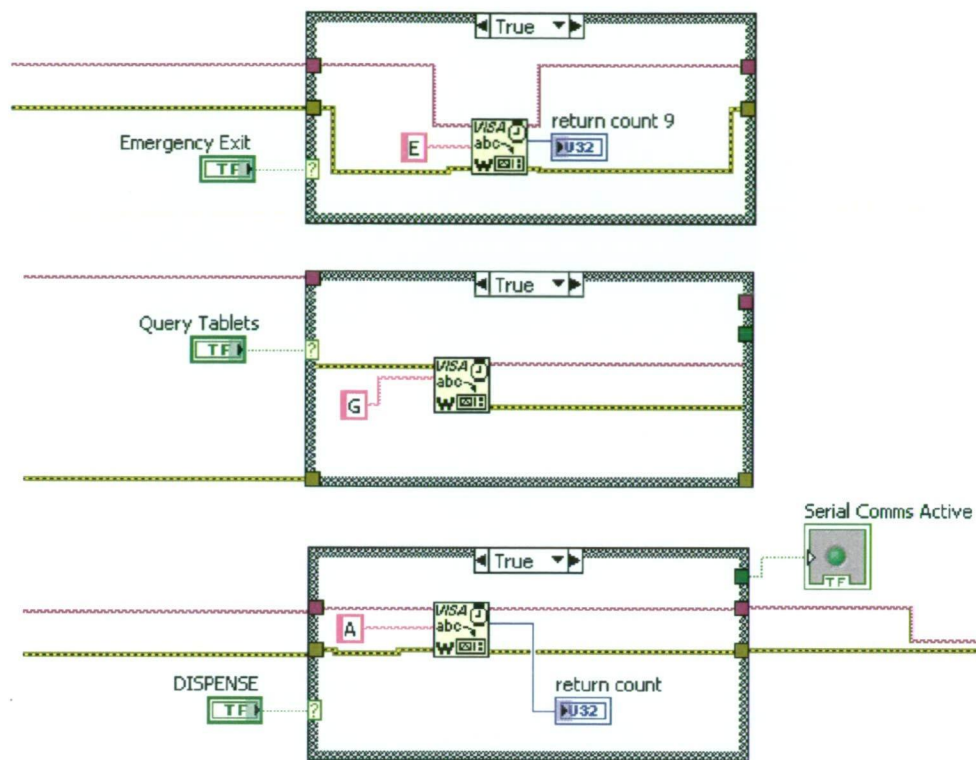 True
VISA
abc
W
return count 9
U32
Emergency Exit
TF
E
True
Query Tablets
TF
VISA
abc
W
G
Serial Comms Active
TF
True
VISA
abc
W
A
DISPENSE
TF
return count
U32